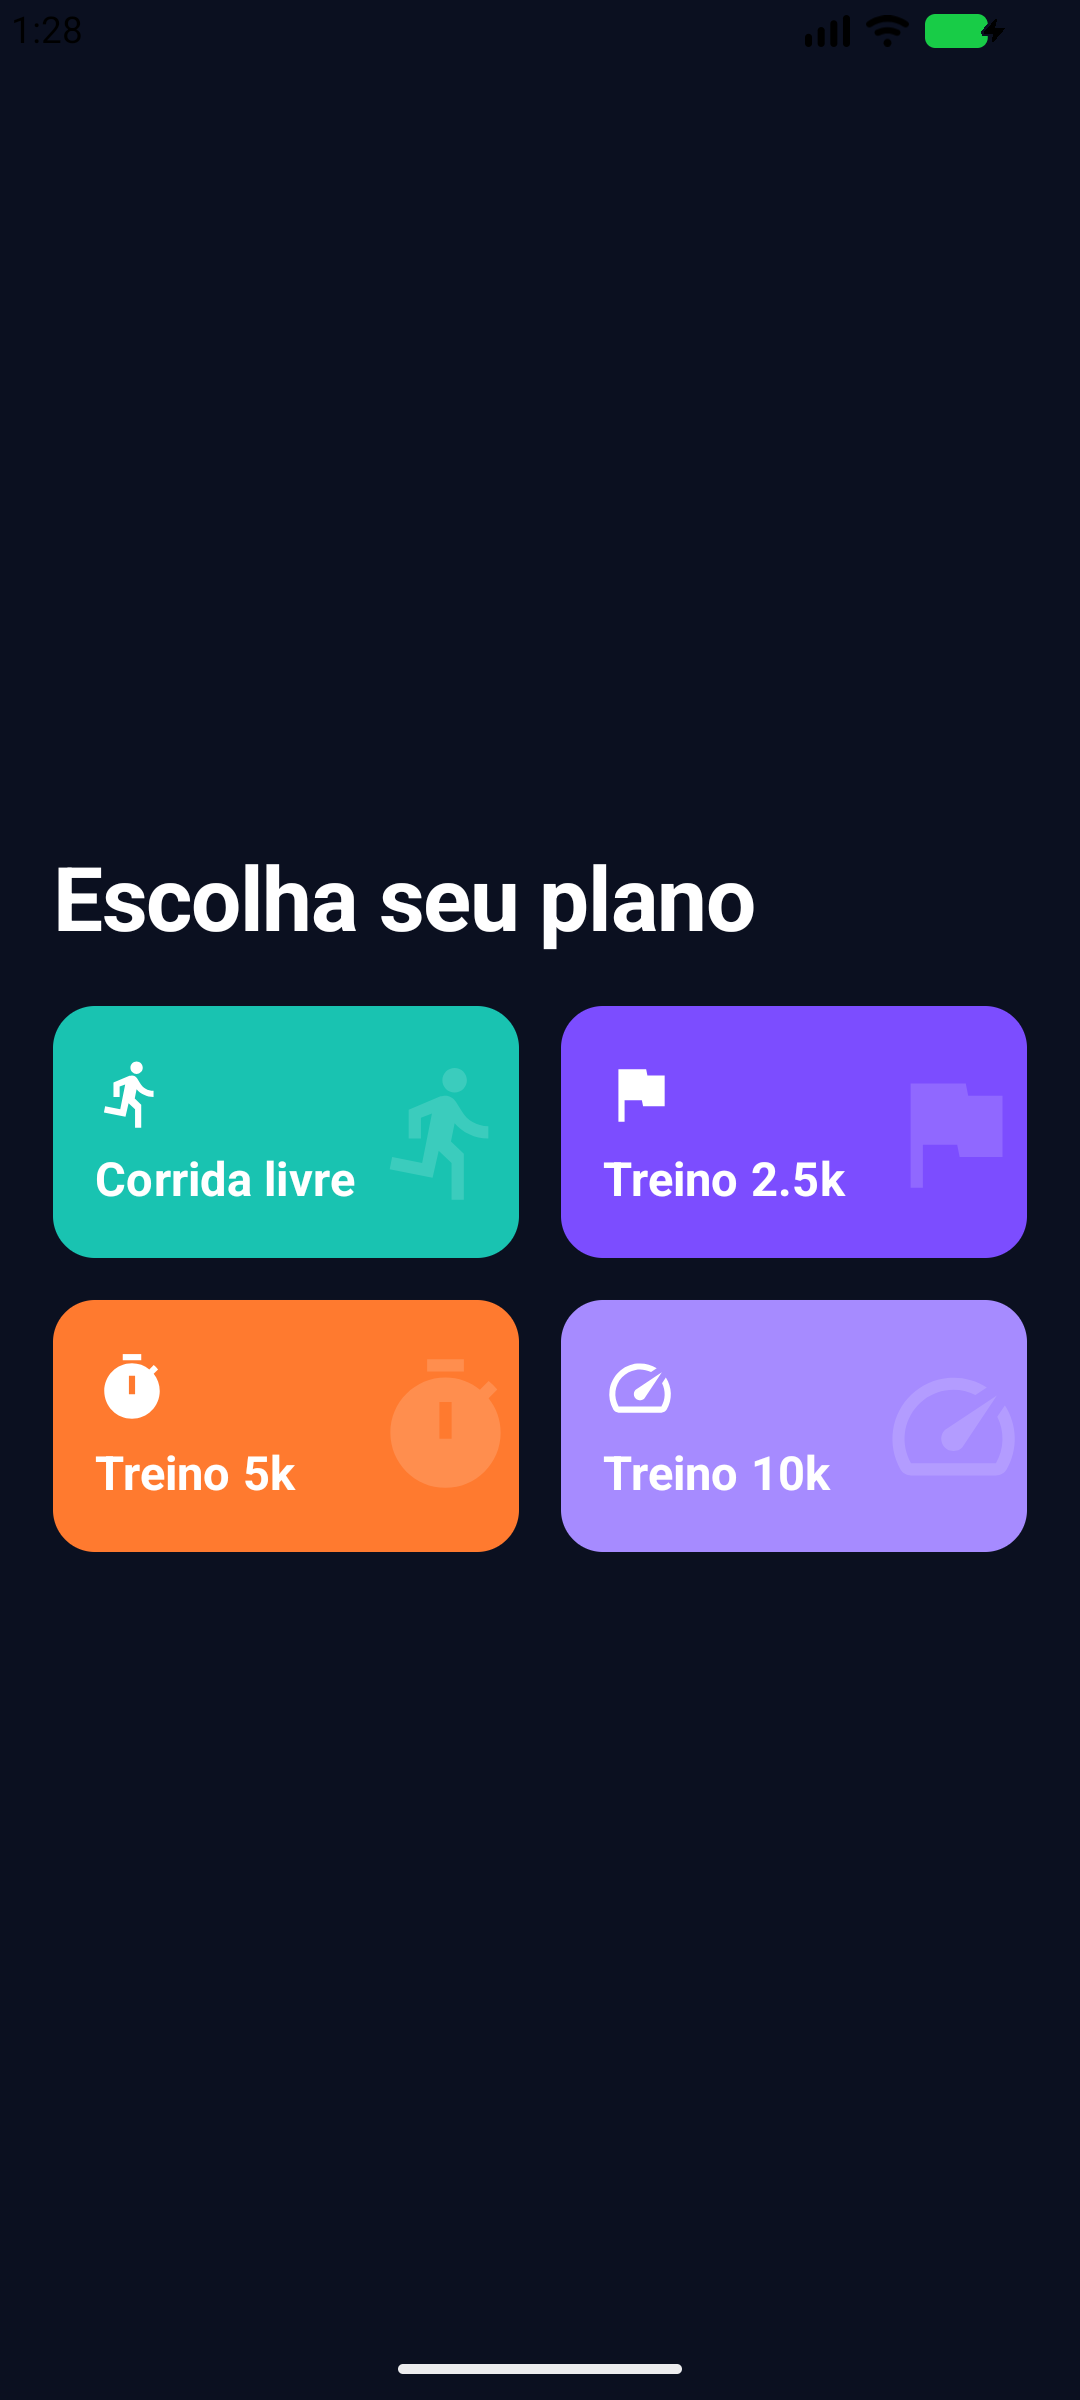 1:28
Escolha seu plano
Corrida livre
Treino 2.5k
Treino 5k
Treino 10k